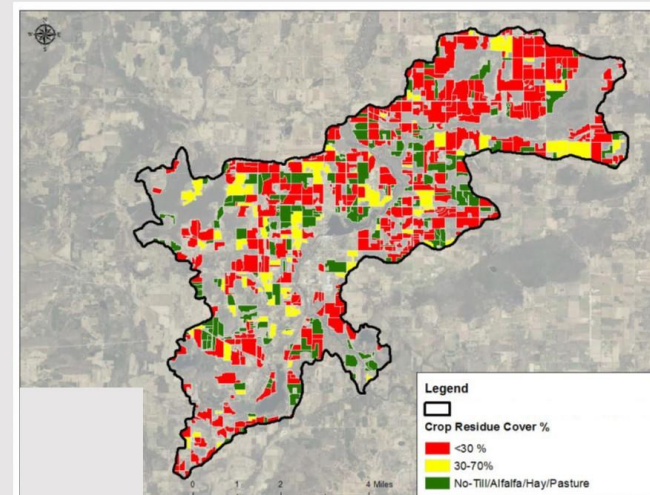 N
W
E
S
Legend
Crop Residue Cover %
<30 %
30-70%
No-Till/Alfalfa/Hay/Pasture
0 1 2 4 Miles